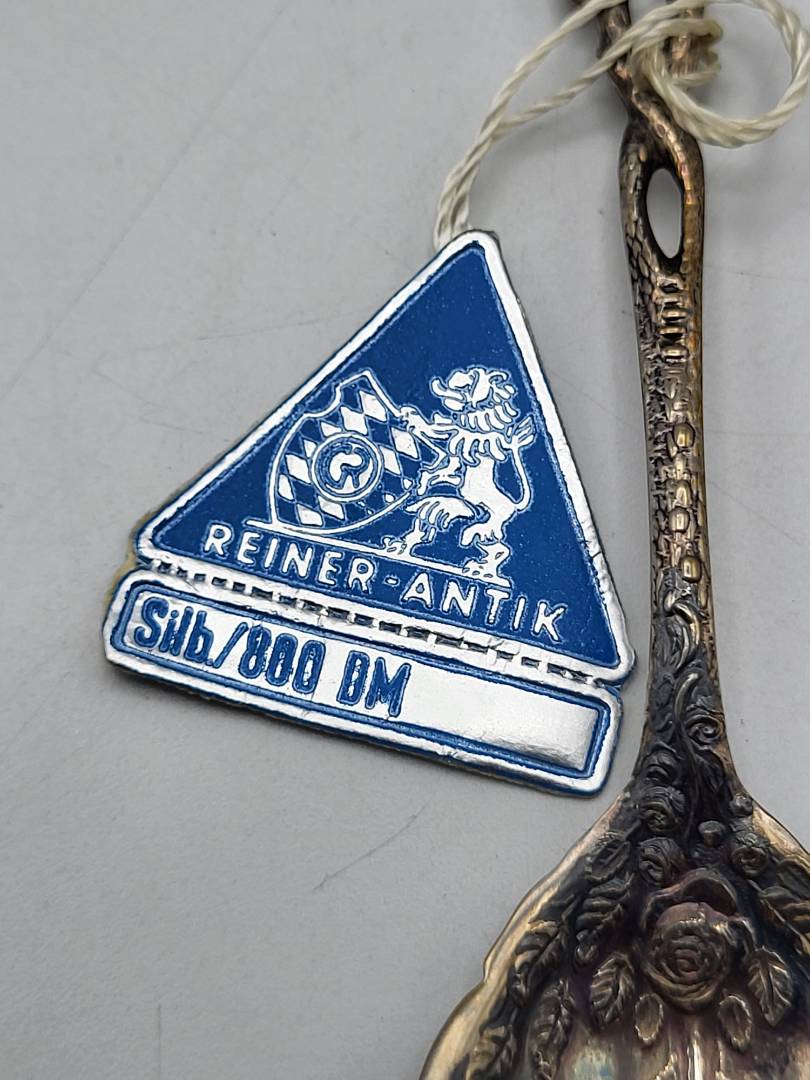 R
REINER-ANTIK
Silb./800 DM